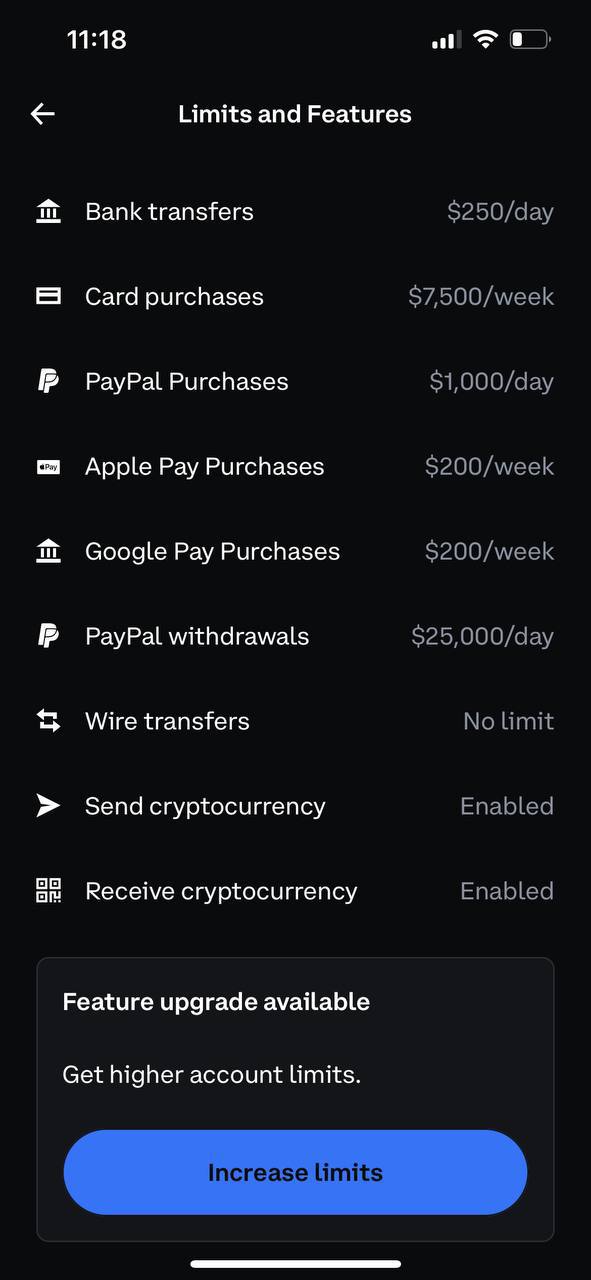 11:18
Limits and Features
Bank transfers $250/day
Card purchases $7,500/week
PayPal Purchases $1,000/day
Pay Apple Pay Purchases $200/week
Google Pay Purchases $200/week
PayPal withdrawals $25,000/day
Wire transfers No limit
Send cryptocurrency Enabled
Receive cryptocurrency Enabled
Feature upgrade available
Get higher account limits.
Increase limits